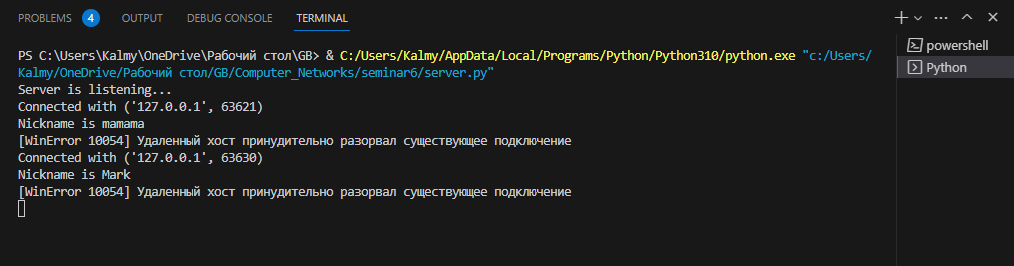 PROBLEMS 4 OUTPUT DEBUG CONSOLE TERMINAL
PS C:\Users\Kalmy\OneDrive\Рабочий стол\GB> & C:/Users/Kalmy/AppData/Local/Programs/Python/Python310/python.exe "c:/Users/
Kalmy/OneDrive/Рабочий стол/GB/Computer_Networks/seminar6/server.py"
Server is listening...
Connected with ('127.0.0.1', 63621)
Nickname is mamama
[WinError 10054] Удаленный хост принудительно разорвал существующее подключение
Connected with ('127.0.0.1', 63630)
Nickname is Mark
[WinError 10054] Удаленный хост принудительно разорвал существующее подключение
powershell
Python